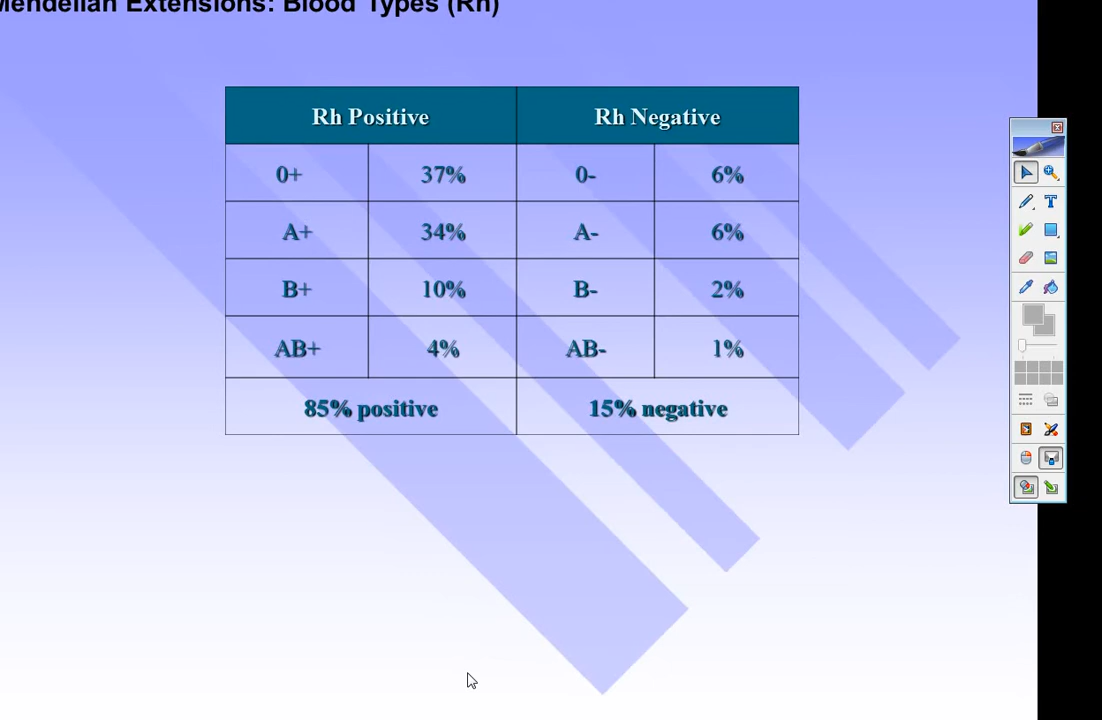 Mendelian Extensions: Blood Types (Rh)
Rh Positive Rh Negative
0+ 37% 0- 6%
A+ 34% A- 6%
B+ 10% B- 2%
AB+ 4% AB- 1%
85% positive 15% negative
T